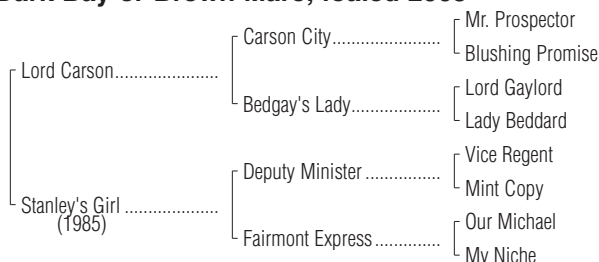 Dark Bay or Brown Mare; foaled
Mr. Prospector
Carson City.....................
Blushing Promise
Lord Carson....................
Lord Gaylord
Bedgay's Lady.................
Lady Beddard
Vice Regent
Deputy Minister ..............
Mint Copy
Stanley's Girl ..................
(1985)
Our Michael
Fairmont Express.............
My Niche